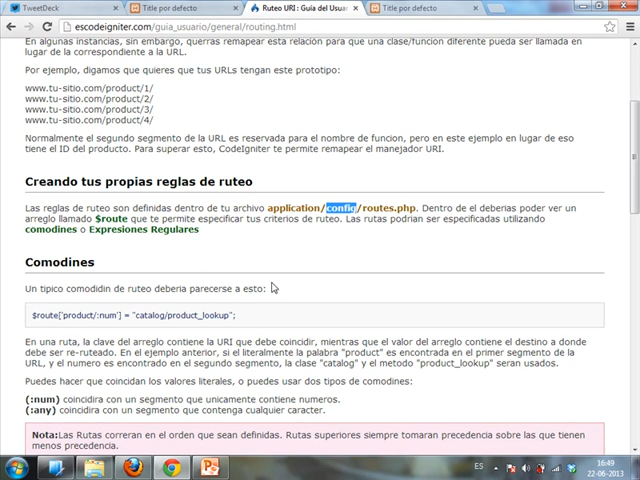 TweetDeck
Título por defecto
Ruteo URI : Guia del Usuar
Título por defecto
escodeigniter.com/guia_usuario/general/routing.html
En algunas instancias, sin embargo, querras remapear esta relación para que una clase/función diferente pueda ser llamada en
lugar de la correspondiente a la URL.
Por ejemplo, digamos que quieres que tus URLs tengan este prototipo:
www.tu-sitio.com/product/1/
www.tu-sitio.com/product/2/
www.tu-sitio.com/product/3/
www.tu-sitio.com/product/4/
Normalmente el segundo segmento de la URL es reservada para el nombre de funcion, pero en este ejemplo en lugar de eso
tiene el ID del producto. Para superar esto, CodeIgniter te permite remapear el manejador URI.
Creando tus propias reglas de ruteo
Las reglas de ruteo son definidas dentro de tu archivo application/config/routes.php. Dentro de el deberias poder ver un
arreglo llamado $route que te permite especificar tus criterios de ruteo. Las rutas podrian ser especificadas utilizando
comodines o Expresiones Regulares
Comodines
Un tipico comodidin de ruteo deberia parecerse a esto:
$route['product/:num'] = "catalog/product_lookup";
En una ruta, la clave del arreglo contiene la URI que debe coincidir, mientras que el valor del arreglo contiene el destino a donde
debe ser re-ruteado. En el ejemplo anterior, si el literalmente la palabra "product" es encontrada en el primer segmento de la
URL, y el numero es encontrado en el segundo segmento, la clase "catalog" y el metodo "product_lookup" seran usados.
Puedes hacer que coincidan los valores literales, o puedes usar dos tipos de comodines:
(:num) coincidira con un segmento que unicamente contiene numeros.
(:any) coincidira con un segmento que contenga cualquier caracter.
Nota:Las Rutas correran en el orden que sean definidas. Rutas superiores siempre tomaran precedencia sobre las que tienen
menos precedencia.
ES
16:49
22-06-2013